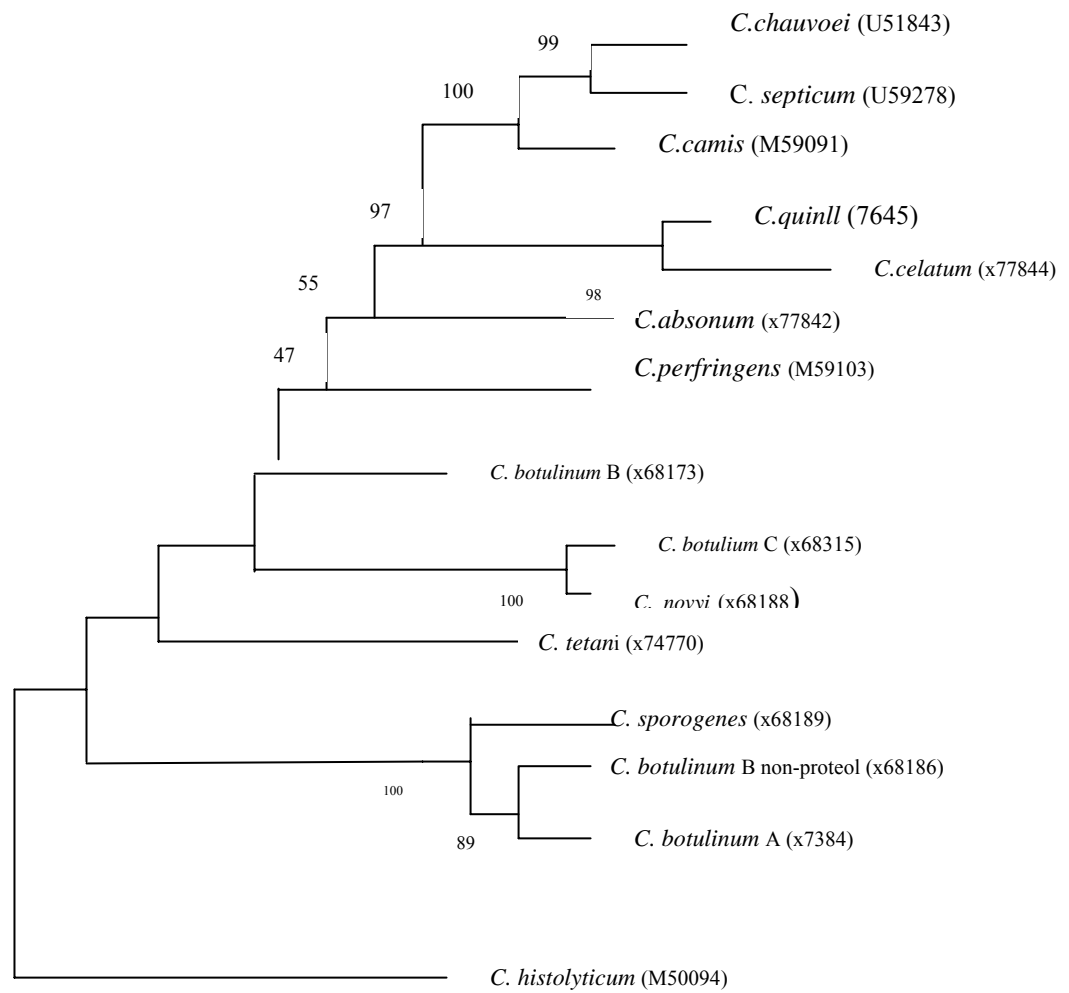 C.chauvoei (U51843)
99
100
C. septicum (U59278)
C.camis (M59091)
97
C.quinll (7645)
C.celatum (x77844)
55
98
C.absonum (x77842)
47
C.perfringens (M59103)
C. botulinum B (x68173)
C. botulium C (x68315)
100
C. novyi (x68188)
C. tetani (x74770)
C. sporogenes (x68189)
C. botulinum B non-proteol (x68186)
100
89
C. botulinum A (x7384)
C. histolyticum (M50094)